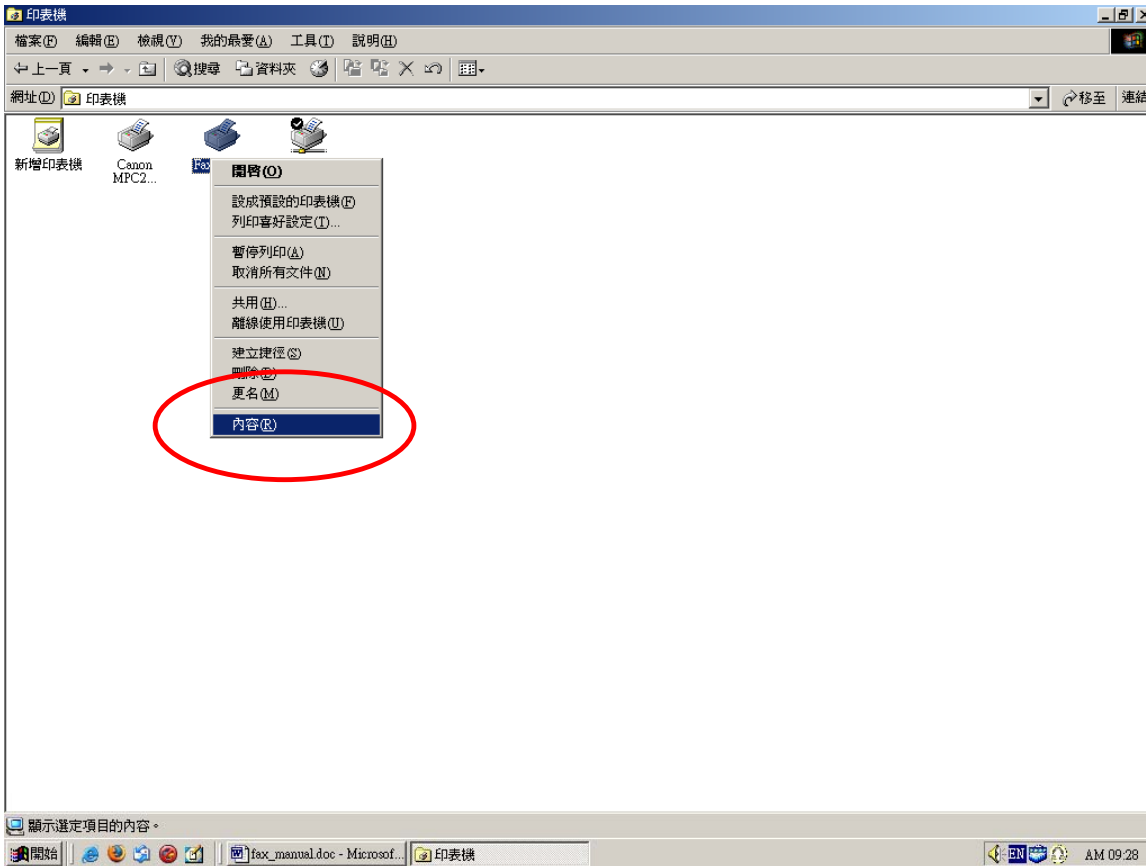 印表機
檔案(F) 編輯(E) 檢視(V) 我的最愛(A) 工具(T) 說明(H)
上一頁 搜尋 資料夾
網址(D) 印表機 移至 連結
新增印表機
Canon
MPC2...
Fax
開啓(O)
設成預設的印表機(F)
列印喜好設定(I)...
暫停列印(A)
取消所有文件(N)
共用(H)...
離線使用印表機(U)
建立捷徑(S)
刪除(D)
更名(M)
內容(R)
顯示選定項目的內容。
開始 fax_manual.doc - Microsof... 印表機 EN AM 09:28